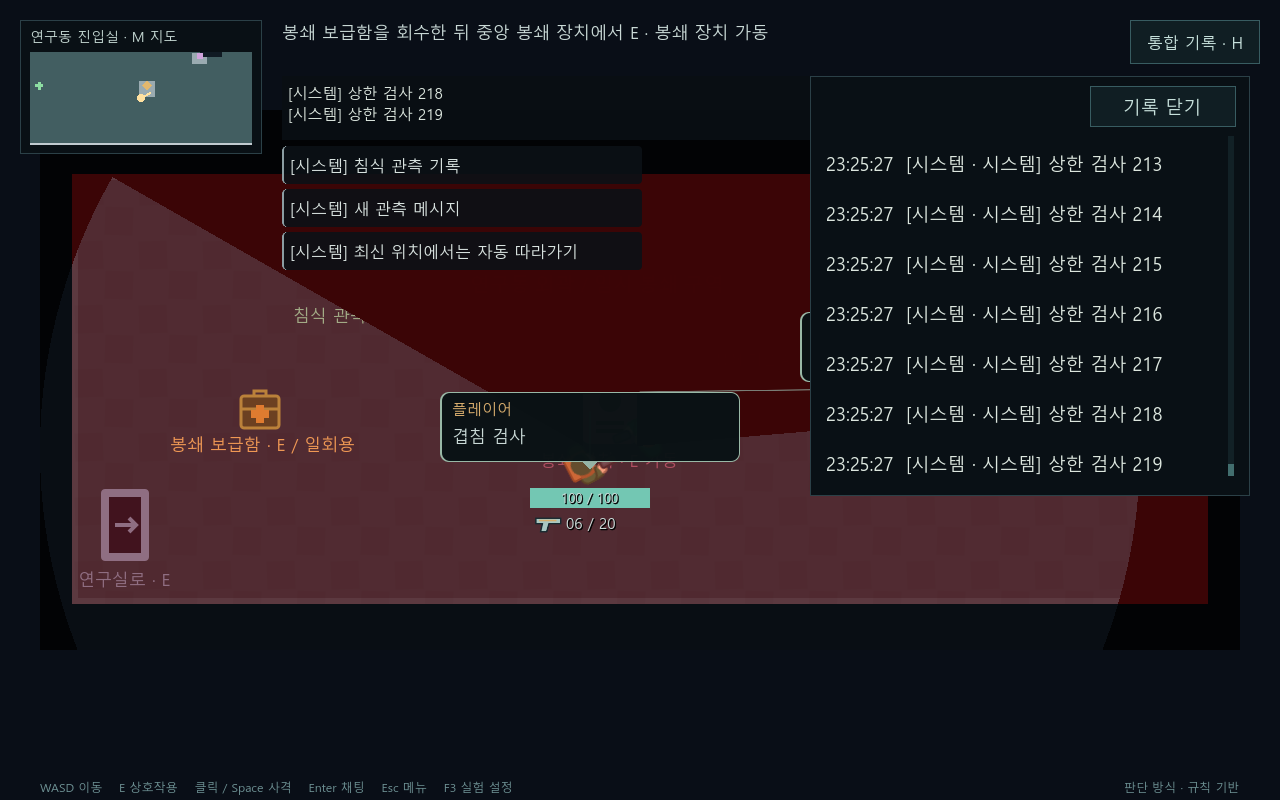 연구동 진입실 · M 지도
봉쇄 보급함을 회수한 뒤 중앙 봉쇄 장치에서 E · 봉쇄 장치 가동
통합 기록 · H
[시스템] 상한 검사 218
[시스템] 상한 검사 219
[시스템] 침식 관측 기록
[시스템] 새 관측 메시지
[시스템] 최신 위치에서는 자동 따라가기
기록 닫기
23:25:27 [시스템 · 시스템] 상한 검사 213
23:25:27 [시스템 · 시스템] 상한 검사 214
23:25:27 [시스템 · 시스템] 상한 검사 215
23:25:27 [시스템 · 시스템] 상한 검사 216
23:25:27 [시스템 · 시스템] 상한 검사 217
23:25:27 [시스템 · 시스템] 상한 검사 218
23:25:27 [시스템 · 시스템] 상한 검사 219
침식
봉쇄 보급함 · E / 일회용
플레이어
겹침 검사
100 / 100
06 / 20
연구실로 · E
WASD 이동 E 상호작용 클릭 / Space 사격 Enter 채팅 Esc 메뉴 F3 실험 설정
판단 방식 · 규칙 기반